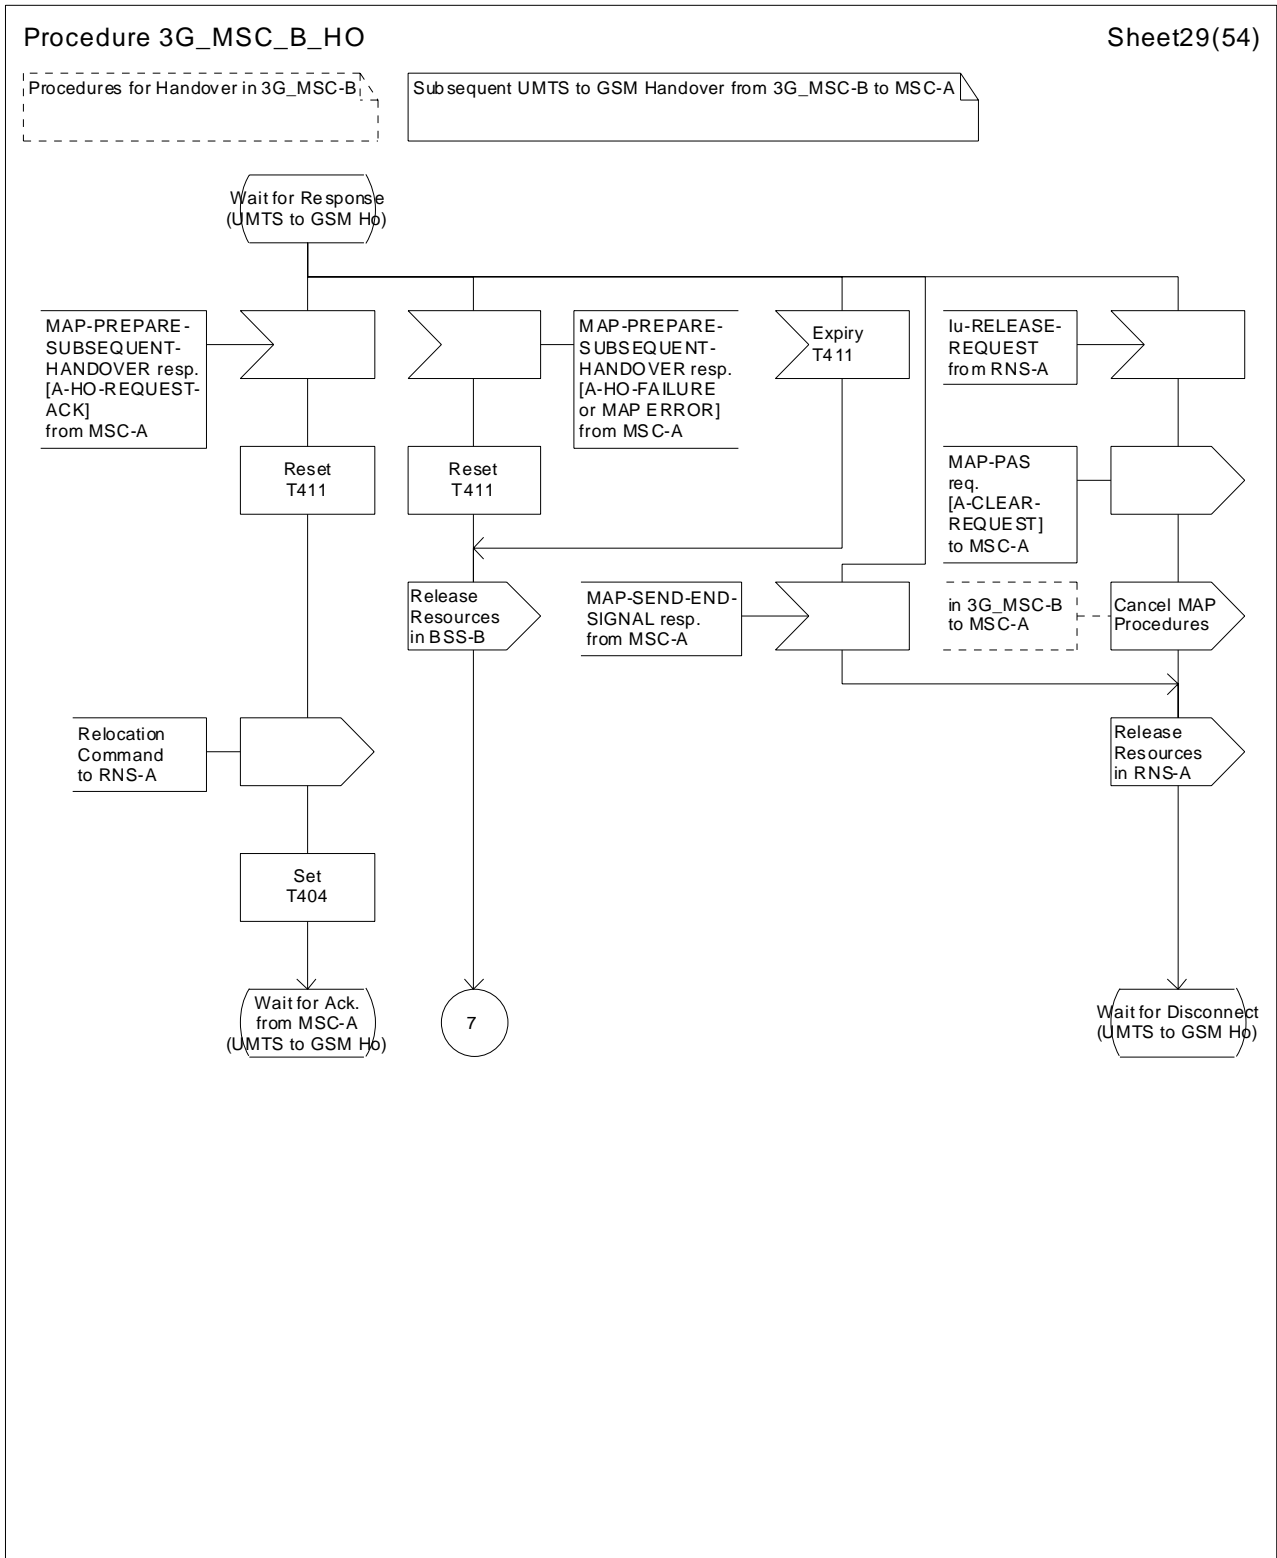 Procedure 3G_MSC_B_HO
Sheet29(54)
Procedures for Handover in 3G_MSC-B
Subsequent UMTS to GSM Handover from 3G_MSC-B to MSC-A
Wait for Response
(UMTS to GSM Ho)
MAP-PREPARE-
SUBSEQUENT-
HANDOVER resp.
[A-HO-REQUEST-
ACK]
from MSC-A
MAP-PREPARE-
SUBSEQUENT-
HANDOVER resp.
[A-HO-FAILURE
or MAP ERROR]
from MSC-A
Expiry
T411
Iu-RELEASE-
REQUEST
from RNS-A
Reset
T411
Reset
T411
MAP-PAS
req.
[A-CLEAR-
REQUEST]
to MSC-A
Release
Resources
in BSS-B
MAP-SEND-END-
SIGNAL resp.
from MSC-A
in 3G_MSC-B
to MSC-A
Cancel MAP
Procedures
Relocation
Command
to RNS-A
Release
Resources
in RNS-A
Set
T404
Wait for Ack.
from MSC-A
(UMTS to GSM Ho)
7
Wait for Disconnect
(UMTS to GSM Ho)